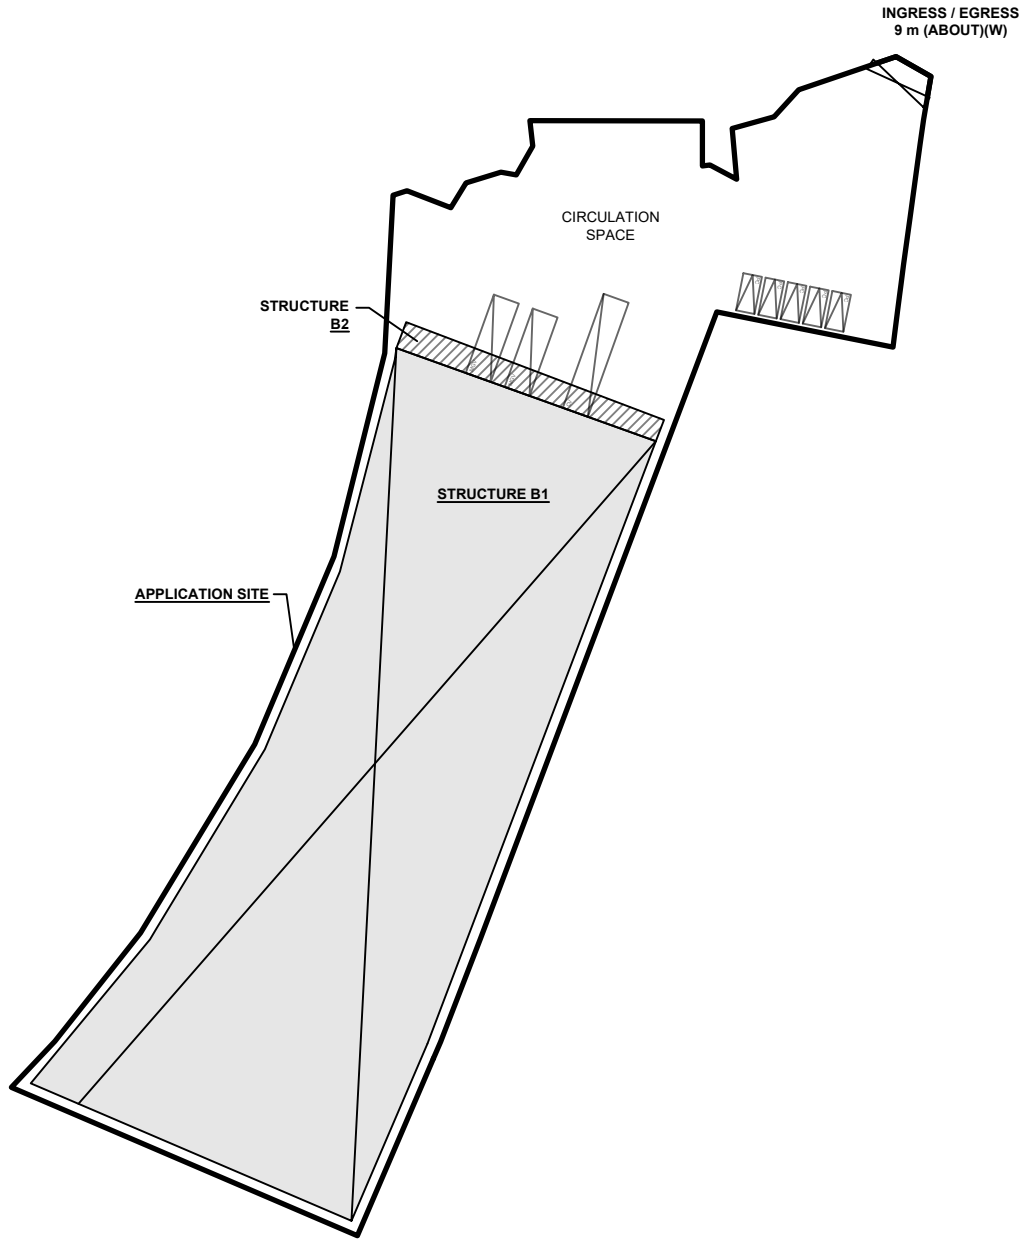 INGRESS / EGRESS
9 m (ABOUT)(W)
CIRCULATION
SPACE
STRUCTURE
B2
STRUCTURE B1
APPLICATION SITE